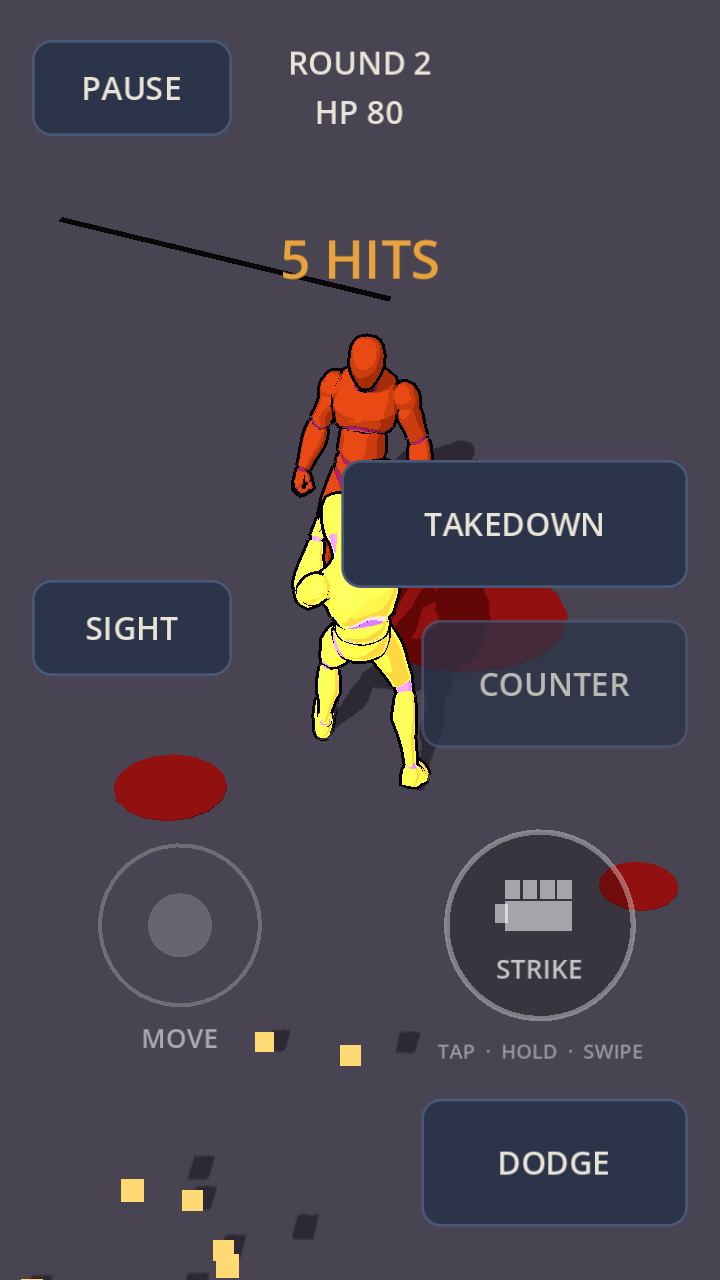 PAUSE
ROUND 2
HP 80
5 HITS
TAKEDOWN
SIGHT
COUNTER
STRIKE
MOVE
TAP · HOLD · SWIPE
DODGE